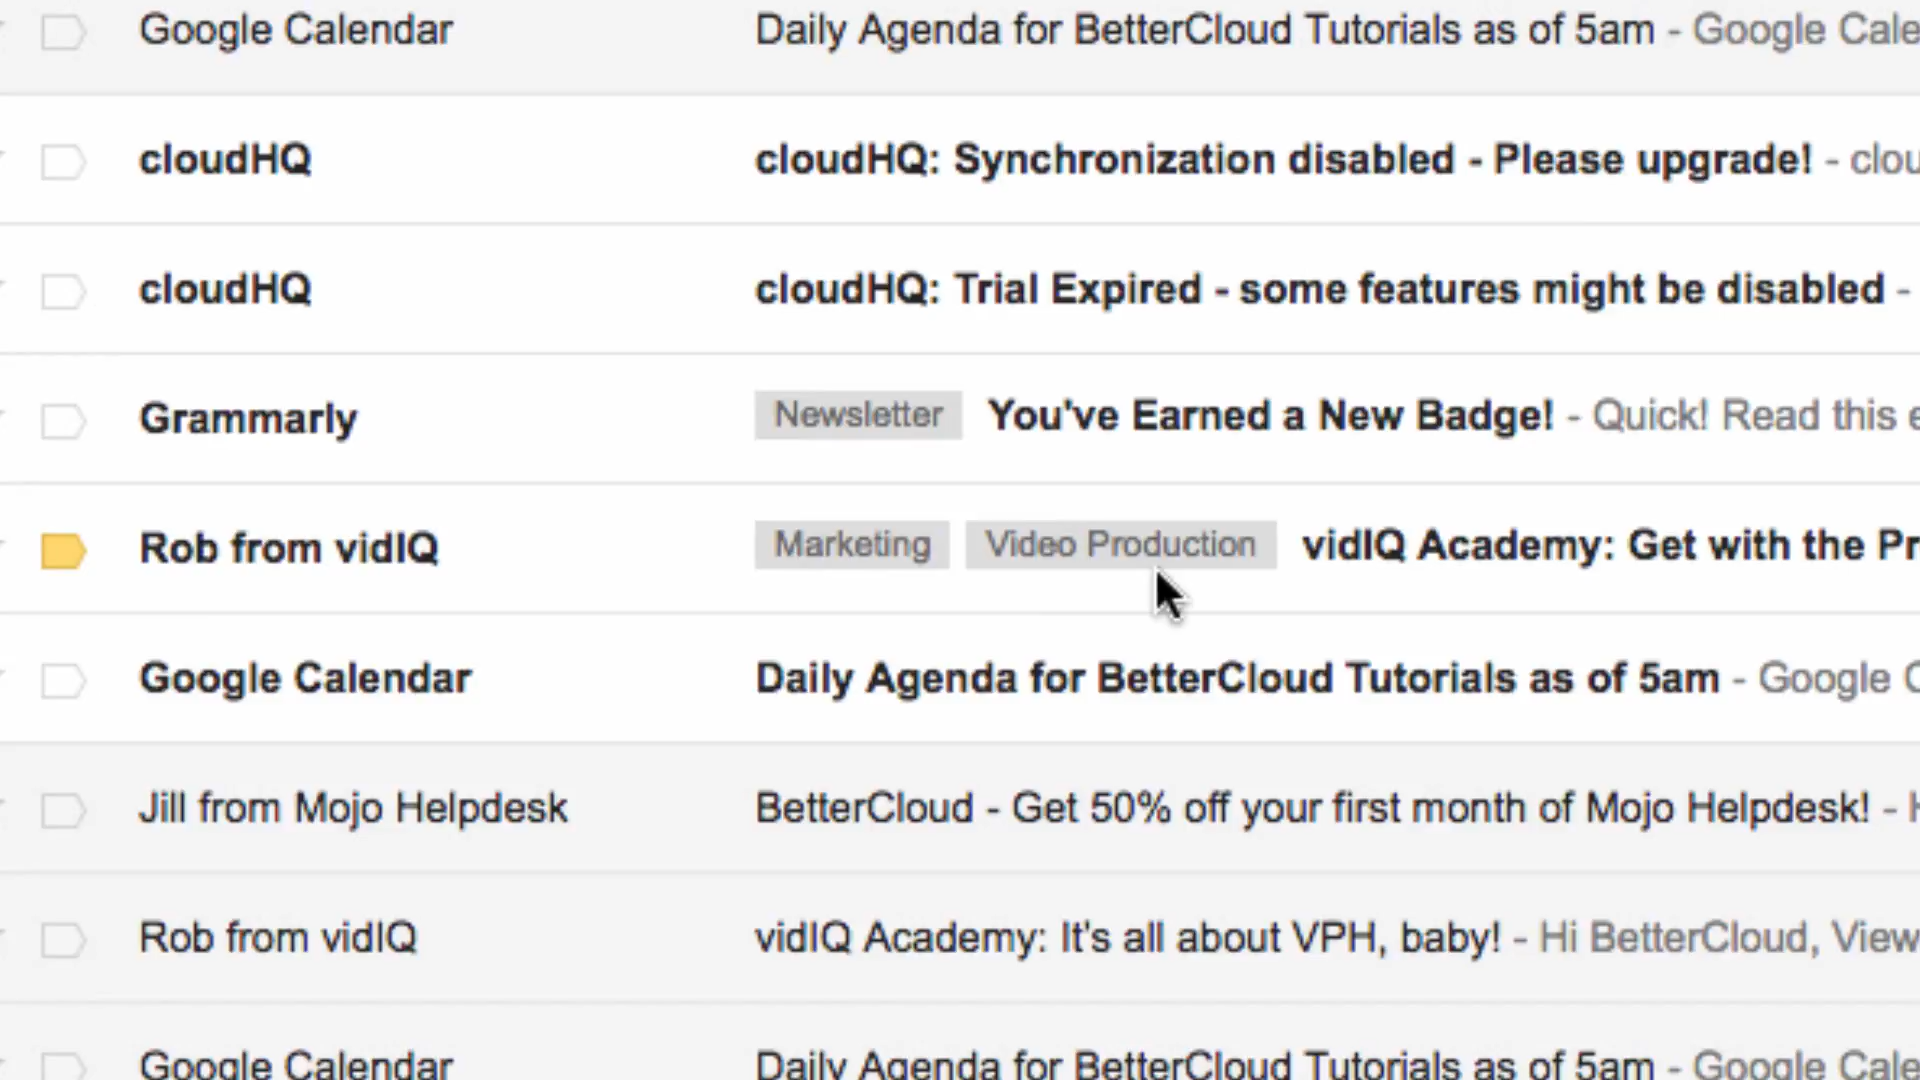 Google Calendar Daily Agenda for BetterCloud Tutorials as of 5am - Google Cale
cloudHQ cloudHQ: Synchronization disabled - Please upgrade! - clou
cloudHQ cloudHQ: Trial Expired - some features might be disabled -
Grammarly Newsletter You've Earned a New Badge! - Quick! Read this e
Rob from vidIQ Marketing Video Production vidIQ Academy: Get with the Pr
Google Calendar Daily Agenda for BetterCloud Tutorials as of 5am - Google C
Jill from Mojo Helpdesk BetterCloud - Get 50% off your first month of Mojo Helpdesk! - H
Rob from vidIQ vidIQ Academy: It's all about VPH, baby! - Hi BetterCloud, View
Google Calendar Daily Agenda for BetterCloud Tutorials as of 5am - Google Cale